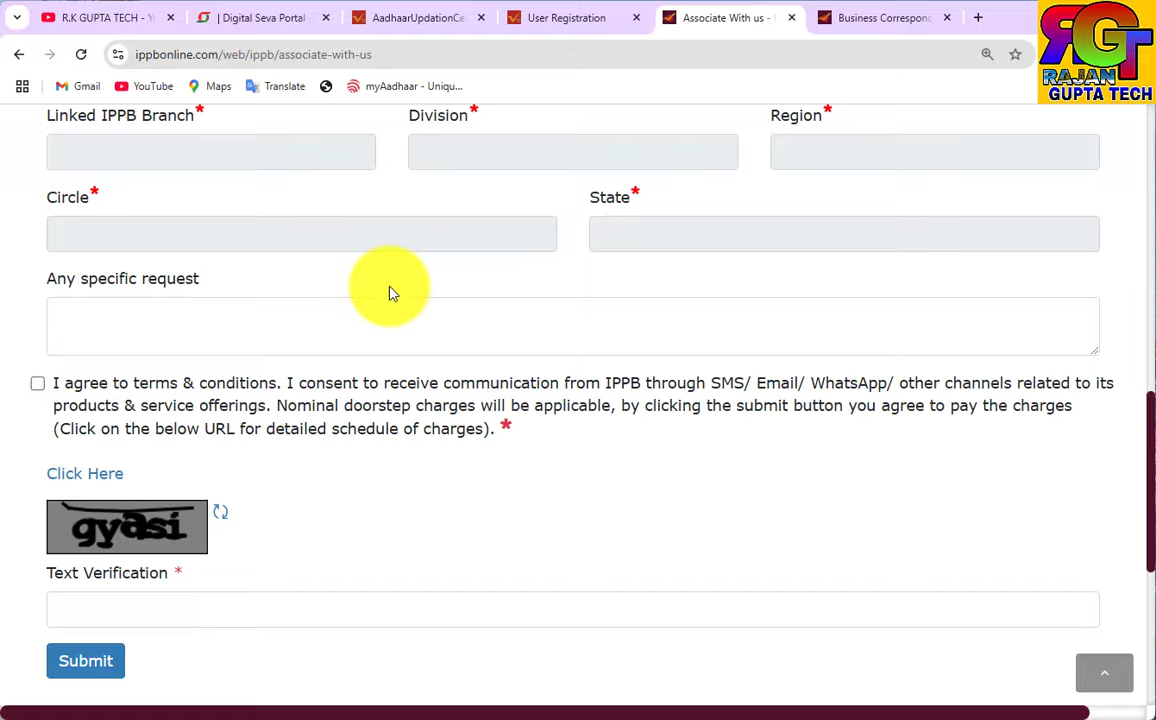 R.K GUPTA TECH - Y
| Digital Seva Portal
AadhaarUpdationCe
User Registration
Associate With us -
Business Correspon
ippbonline.com/web/ippb/associate-with-us
Gmail
YouTube
Maps
Translate
myAadhaar - Uniqu...
RGT
RAJAN
GUPTA TECH
Linked IPPB Branch*
Division*
Region*
Circle*
State*
Any specific request
I agree to terms & conditions. I consent to receive communication from IPPB through SMS/ Email/ WhatsApp/ other channels related to its
products & service offerings. Nominal doorstep charges will be applicable, by clicking the submit button you agree to pay the charges
(Click on the below URL for detailed schedule of charges). *
Click Here
gyasi
Text Verification *
Submit